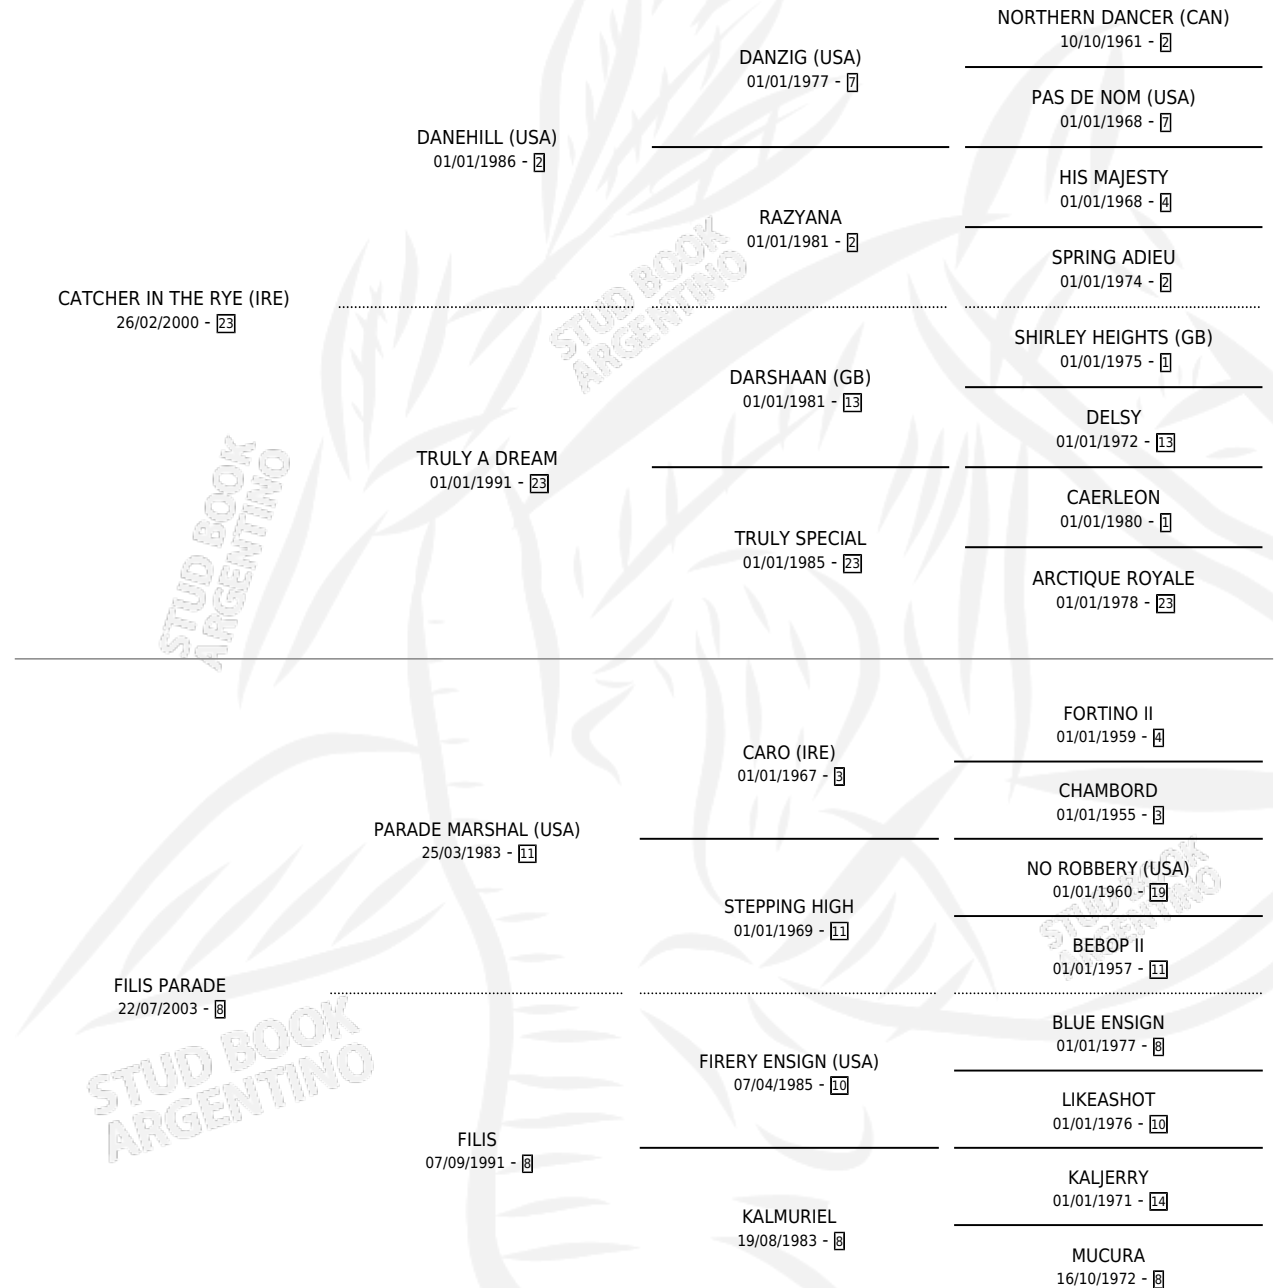 NORTHERN DANCER (CAN)
10/10/1961 - 2
DANZIG (USA)
01/01/1977 - 7
PAS DE NOM (USA)
01/01/1968 - 7
DANEHILL (USA)
01/01/1986 - 2
HIS MAJESTY
01/01/1968 - 4
RAZYANA
01/01/1981 - 2
SPRING ADIEU
01/01/1974 - 2
CATCHER IN THE RYE (IRE)
26/02/2000 - 23
SHIRLEY HEIGHTS (GB)
01/01/1975 - 1
DARSHAAN (GB)
01/01/1981 - 13
DELSY
01/01/1972 - 13
TRULY A DREAM
01/01/1991 - 23
CAERLEON
01/01/1980 - 1
TRULY SPECIAL
01/01/1985 - 23
ARCTIQUE ROYALE
01/01/1978 - 23
FORTINO II
01/01/1959 - 4
CARO (IRE)
01/01/1967 - 3
CHAMBORD
01/01/1955 - 3
PARADE MARSHAL (USA)
25/03/1983 - 11
NO ROBBERY (USA)
01/01/1960 - 19
STEPPING HIGH
01/01/1969 - 11
BEBOP II
01/01/1957 - 11
FILIS PARADE
22/07/2003 - 8
BLUE ENSIGN
01/01/1977 - 8
FIRERY ENSIGN (USA)
07/04/1985 - 10
LIKEASHOT
01/01/1976 - 10
FILIS
07/09/1991 - 8
KALJERRY
01/01/1971 - 14
KALMURIEL
19/08/1983 - 8
MUCURA
16/10/1972 - 8
STUD BOOK
ARGENTINO
STUD BOOK
ARGENTINO
STUD BOOK
ARGENTINO
STUD BOOK
ARGENTINO